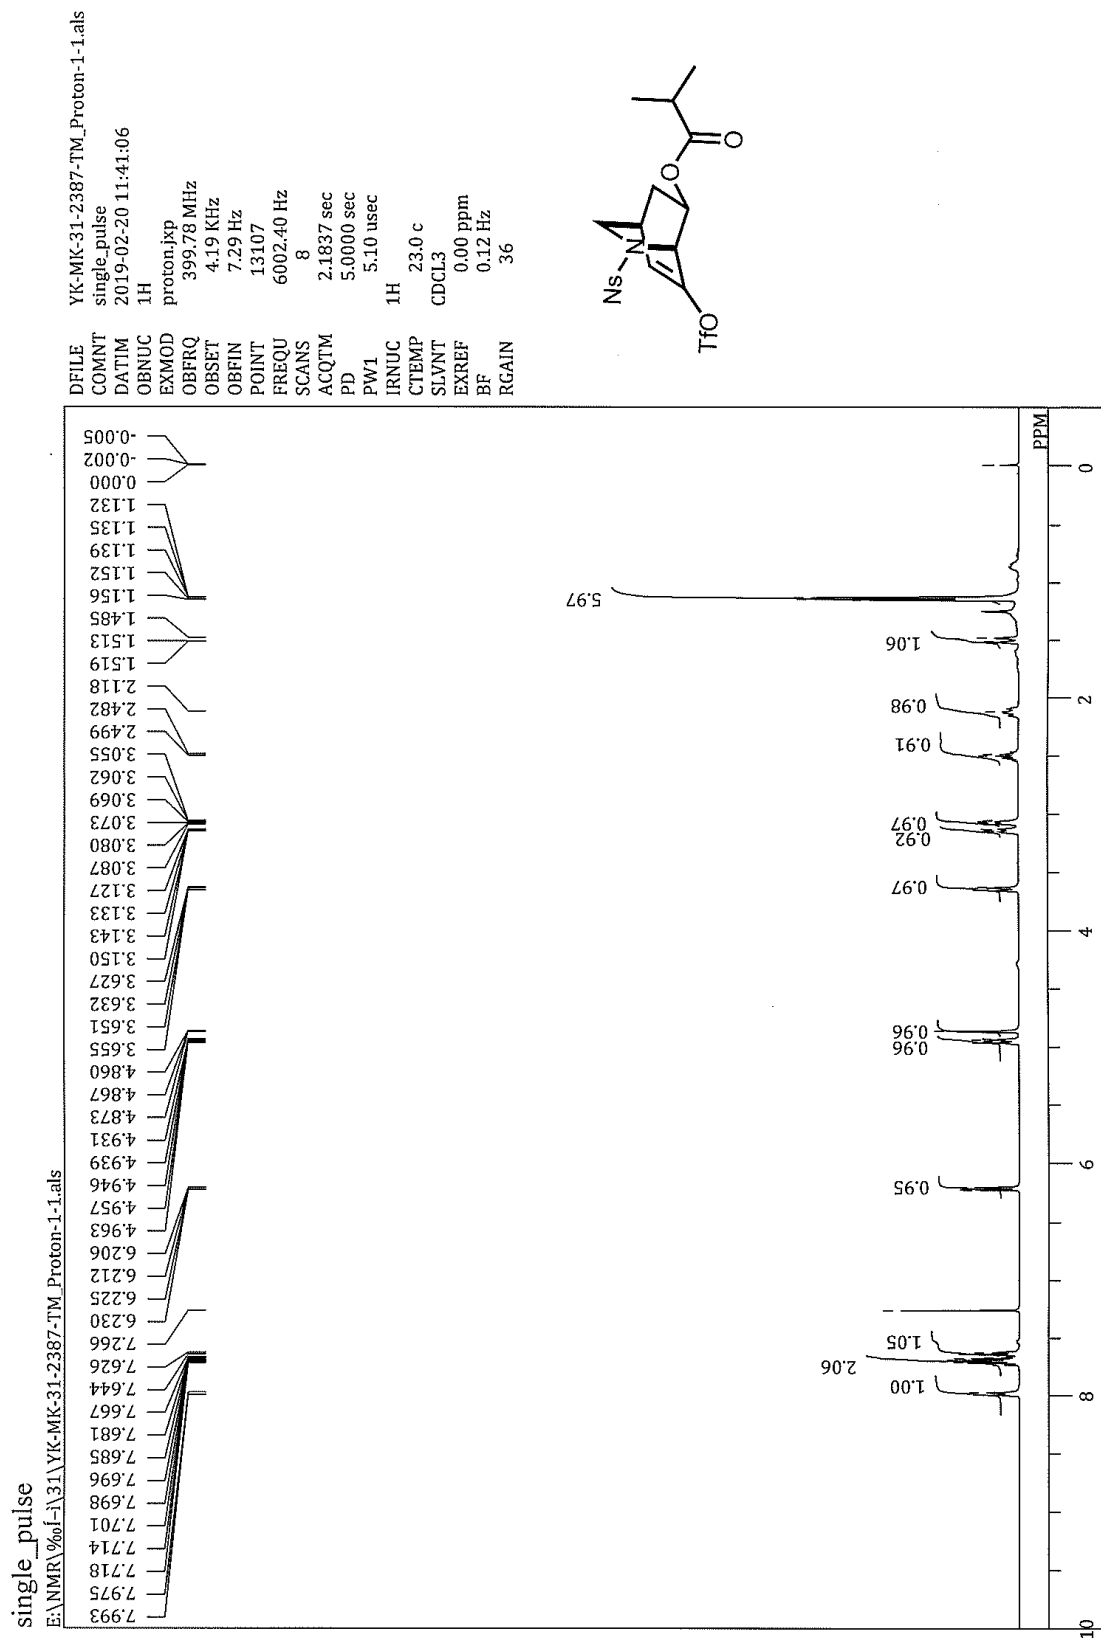 single_pulse
E:\NMR\‰Ɩ-ì\31\YK-MK-31-2387-TM_Proton-1-1.als
7.993
7.975
7.718
7.714
7.701
7.698
7.696
7.685
7.681
7.667
7.644
7.626
7.266
6.230
6.225
6.212
6.206
4.963
4.957
4.946
4.939
4.931
4.873
4.867
4.860
3.655
3.651
3.632
3.627
3.150
3.143
3.133
3.127
3.087
3.080
3.073
3.069
3.062
3.055
2.499
2.482
2.118
1.519
1.513
1.485
1.156
1.152
1.139
1.135
1.132
0.000
-0.002
-0.005
1.00
2.06
1.05
0.95
0.96
0.96
0.97
0.92
0.97
0.91
0.98
1.06
5.97
10
8
6
4
2
0
PPM
DFILE YK-MK-31-2387-TM_Proton-1-1.als
COMNT single_pulse
DATIM 2019-02-20 11:41:06
OBNUC 1H
EXMOD proton.jxp
OBFRQ 399.78 MHz
OBSET 4.19 KHz
OBFIN 7.29 Hz
POINT 13107
FREQU 6002.40 Hz
SCANS 8
ACQTM 2.1837 sec
PD 5.0000 sec
PW1 5.10 usec
IRNUC 1H
CTEMP 23.0 c
SLVNT CDCL3
EXREF 0.00 ppm
BF 0.12 Hz
RGAIN 36
Ns
N
TfO
O
O